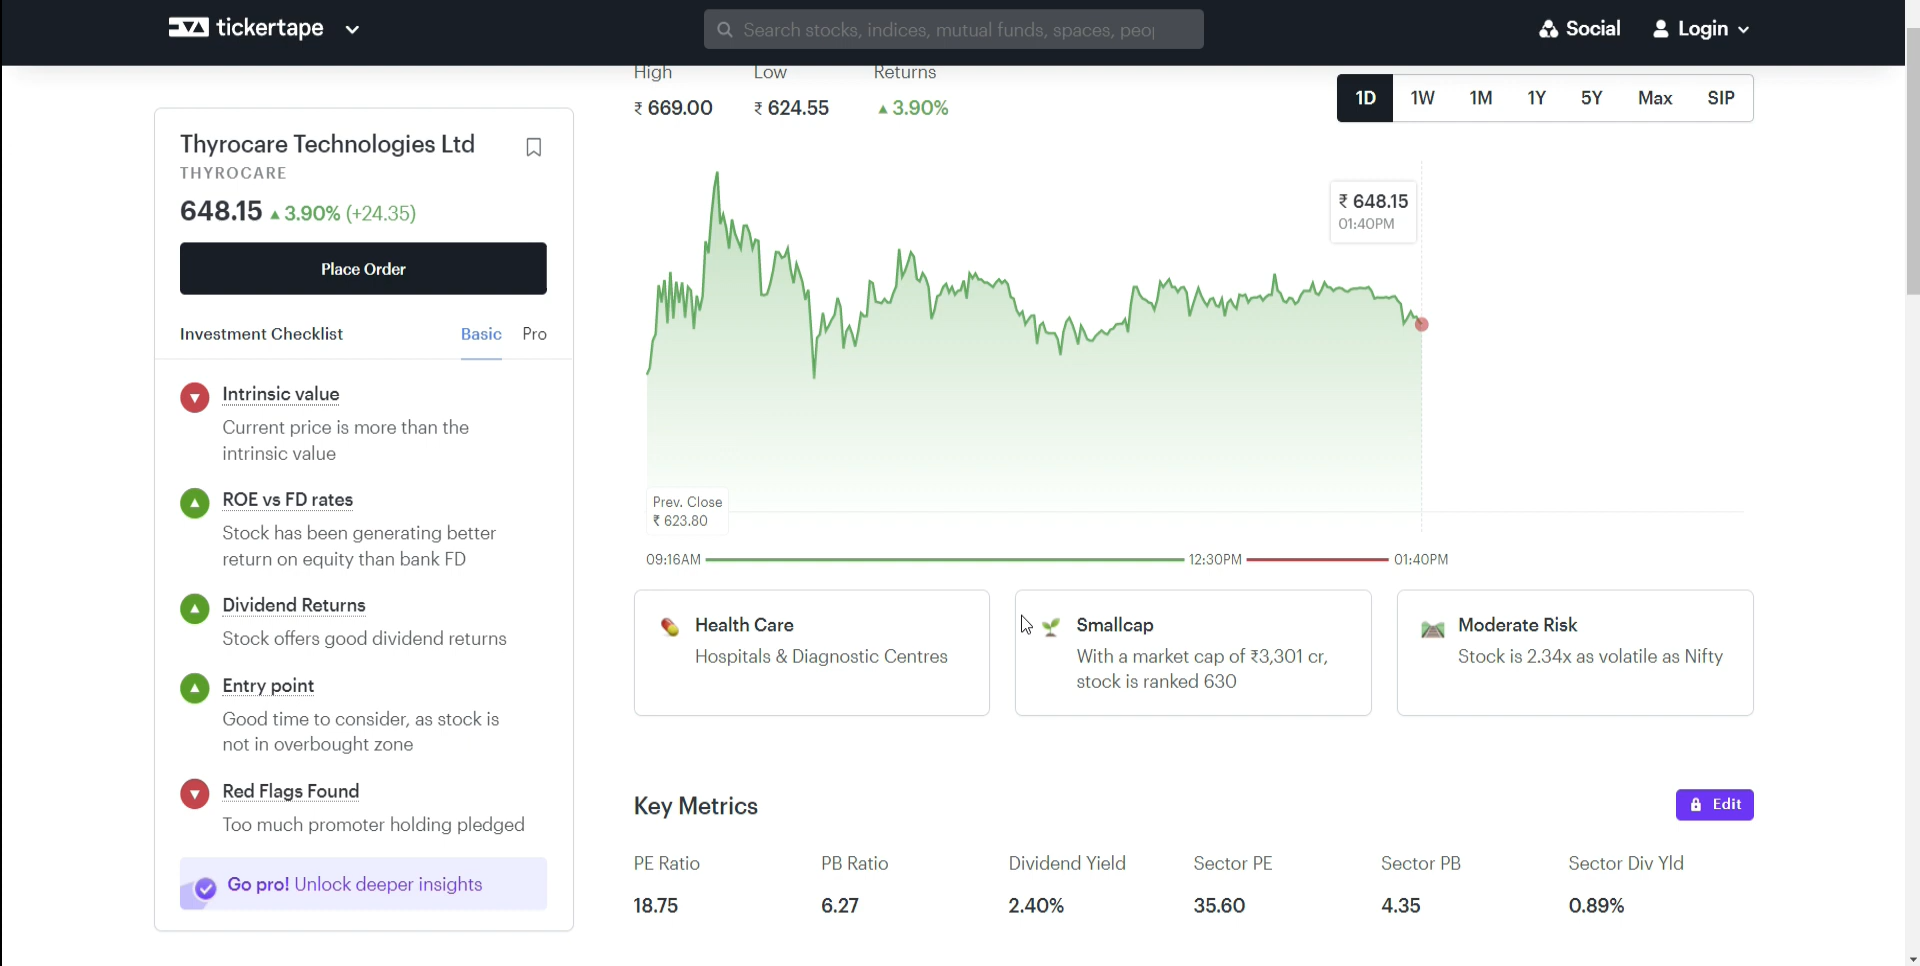 tickertape
Search stocks, indices, mutual funds, spaces, peo
Social
Login
Thyrocare Technologies Ltd
THYROCARE
648.15 ▲ 3.90% (+24.35)
Place Order
Investment Checklist
Basic
Pro
Intrinsic value
Current price is more than the
intrinsic value
ROE vs FD rates
Stock has been generating better
return on equity than bank FD
Dividend Returns
Stock offers good dividend returns
Entry point
Good time to consider, as stock is
not in overbought zone
Red Flags Found
Too much promoter holding pledged
Go pro! Unlock deeper insights
High Low Returns
₹ 669.00 ₹ 624.55 ▲ 3.90%
1D 1W 1M 1Y 5Y Max SIP
₹ 648.15
01:40PM
Prev. Close
₹ 623.80
09:16AM 12:30PM 01:40PM
Health Care
Hospitals & Diagnostic Centres
Smallcap
With a market cap of ₹3,301 cr,
stock is ranked 630
Moderate Risk
Stock is 2.34x as volatile as Nifty
Key Metrics
Edit
PE Ratio PB Ratio Dividend Yield Sector PE Sector PB Sector Div Yld
18.75 6.27 2.40% 35.60 4.35 0.89%